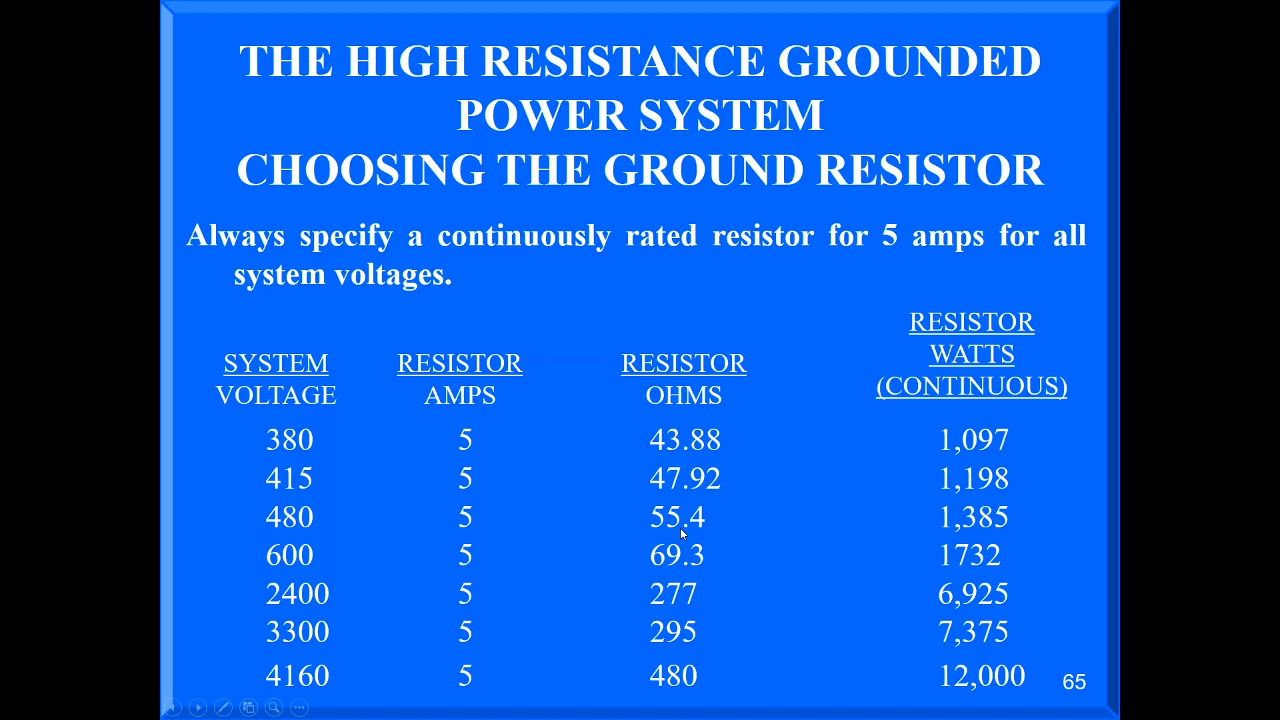 THE HIGH RESISTANCE GROUNDED
POWER SYSTEM
CHOOSING THE GROUND RESISTOR
Always specify a continuously rated resistor for 5 amps for all
system voltages.
SYSTEM VOLTAGE RESISTOR AMPS RESISTOR OHMS RESISTOR WATTS (CONTINUOUS)
380 5 43.88 1,097
415 5 47.92 1,198
480 5 55.4 1,385
600 5 69.3 1732
2400 5 277 6,925
3300 5 295 7,375
4160 5 480 12,000
65